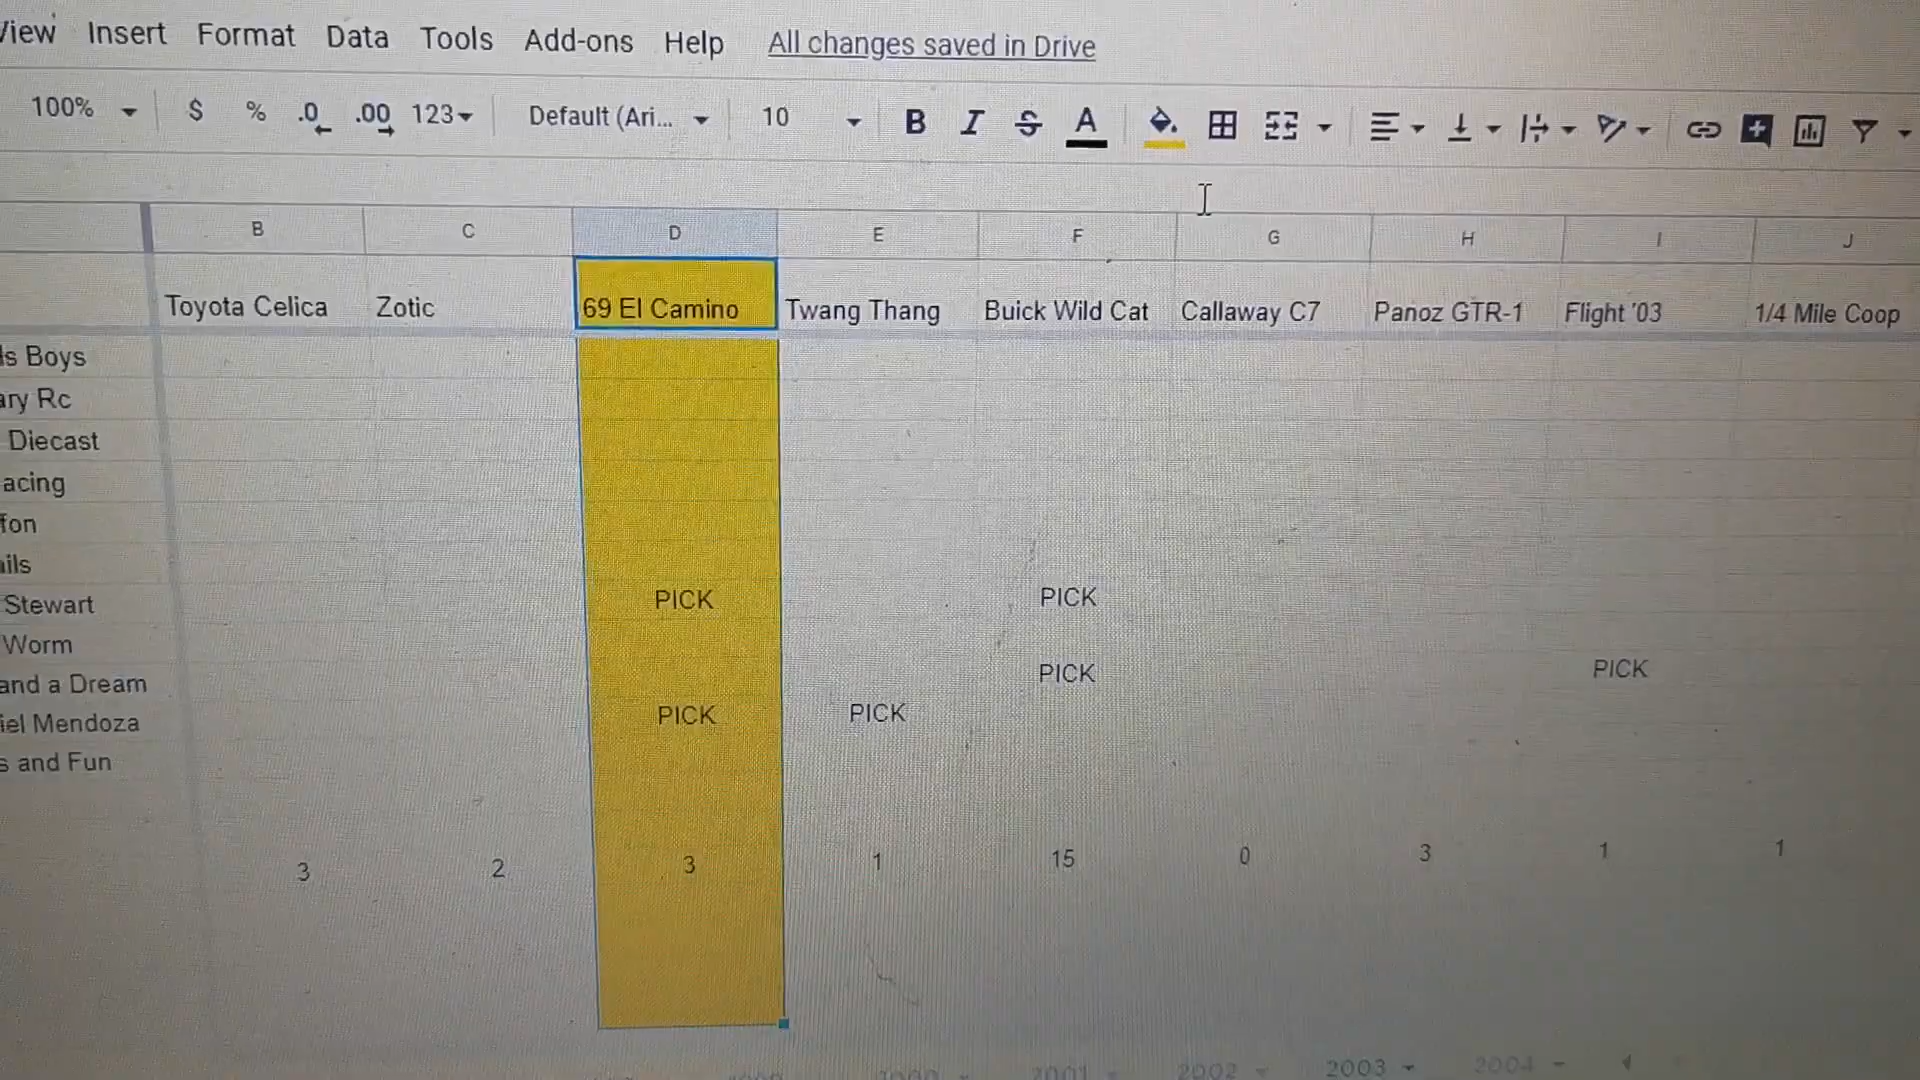 View Insert Format Data Tools Add-ons Help All changes saved in Drive
100% $ % .0 .00 123 Default (Ari... 10 B I S A
B C D E F G H I J
Toyota Celica Zotic 69 El Camino Twang Thang Buick Wild Cat Callaway C7 Panoz GTR-1 Flight '03 1/4 Mile Coop
ls Boys
ary Rc
Diecast
acing
fon
ails
Stewart PICK PICK
Worm
and a Dream PICK PICK
iel Mendoza PICK PICK
s and Fun
3 2 3 1 15 0 3 1 1
2001 2002 2003 2004